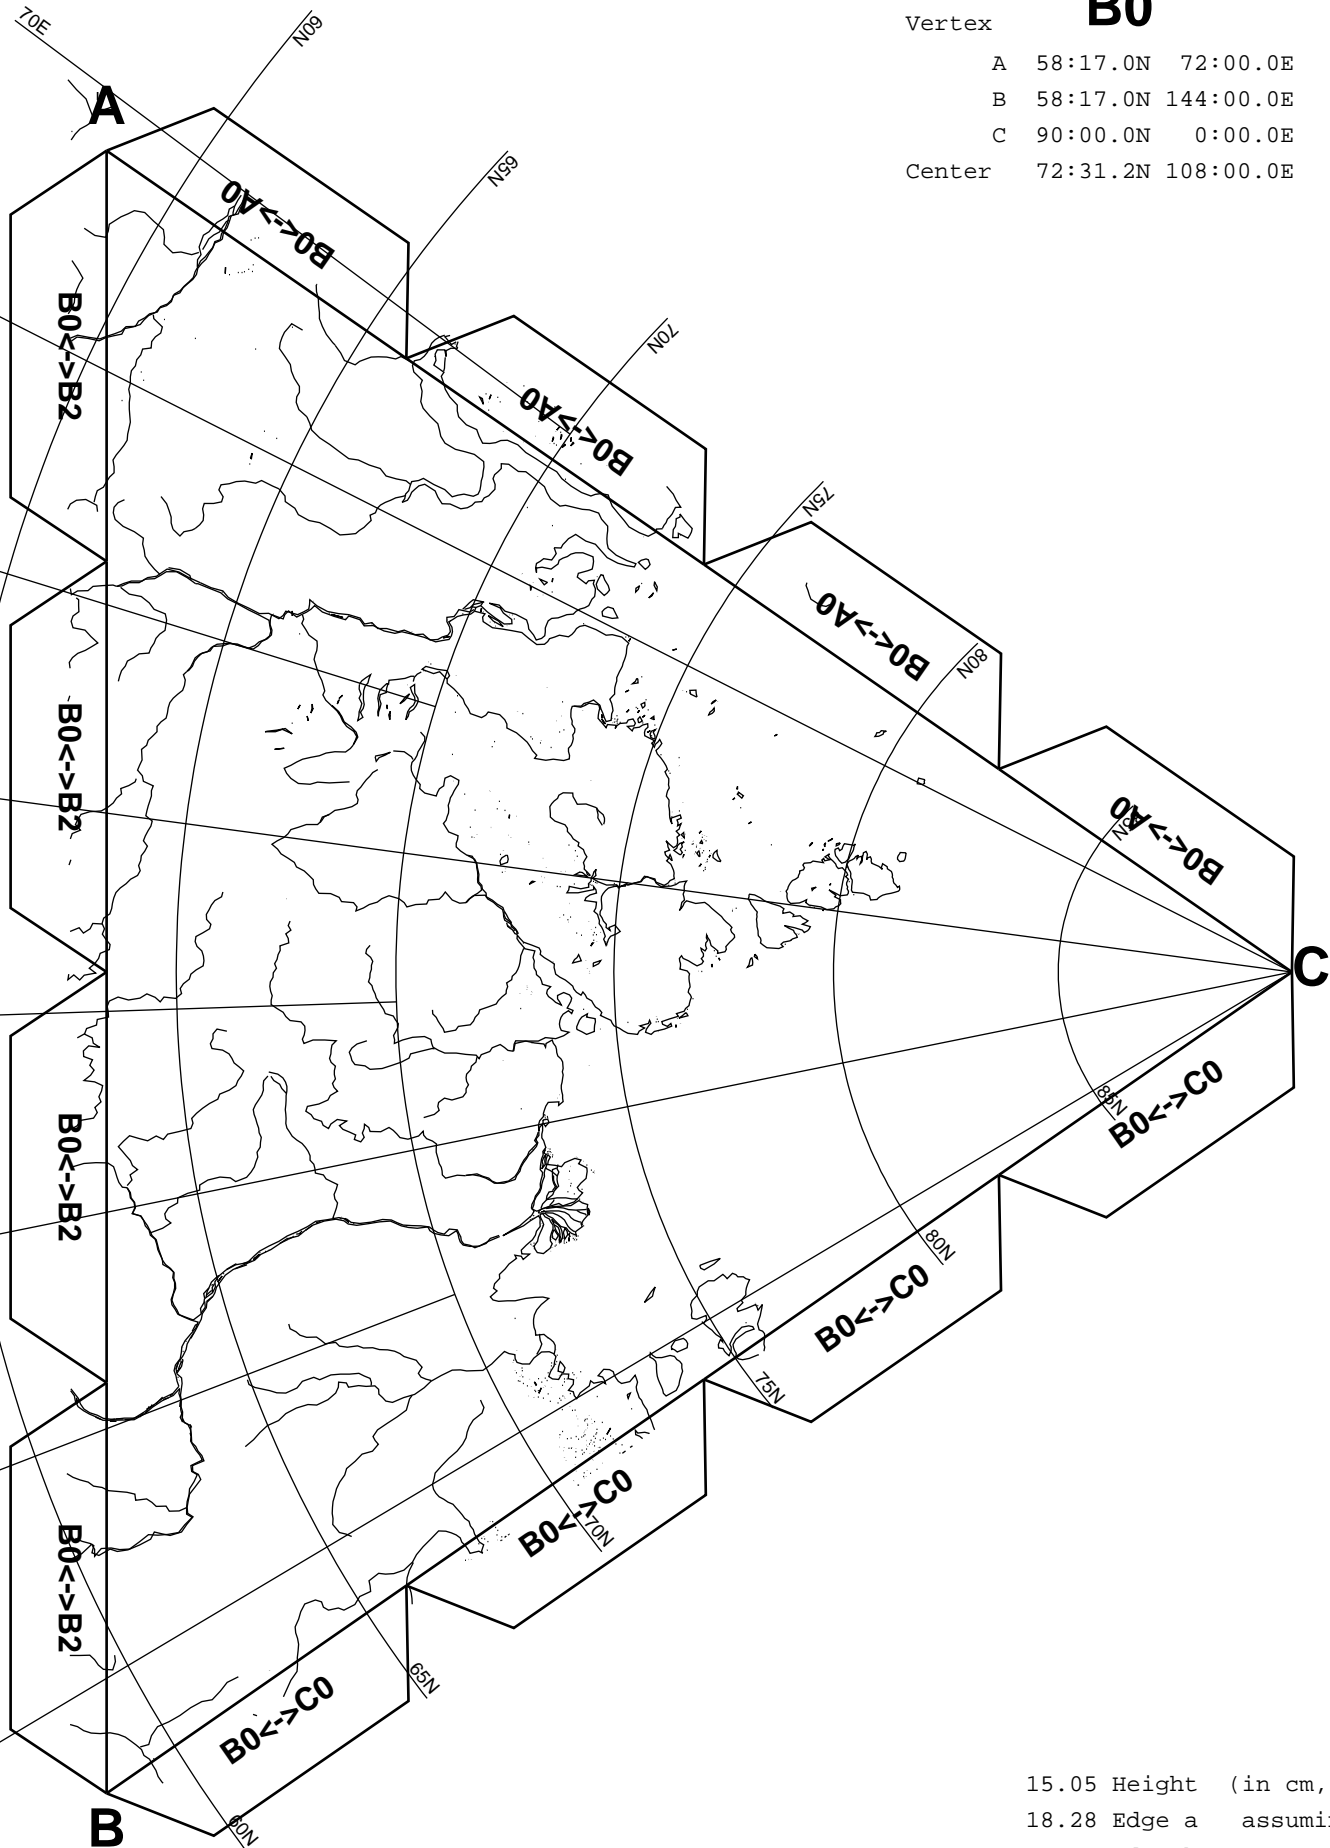 B0
Vertex
A 58:17.0N 72:00.0E
B 58:17.0N 144:00.0E
C 90:00.0N 0:00.0E
Center 72:31.2N 108:00.0E
70E
60N
65N
70N
75N
80N
85N
A
B0<->A0
B0<->A0
B0<->A0
B0<->A0
B0<->B2
B0<->B2
B0<->B2
B0<->B2
C
B0<->C0
B0<->C0
B0<->C0
B0<->C0
85N
80N
75N
70N
65N
60N
B
15.05 Height (in cm,
18.28 Edge a